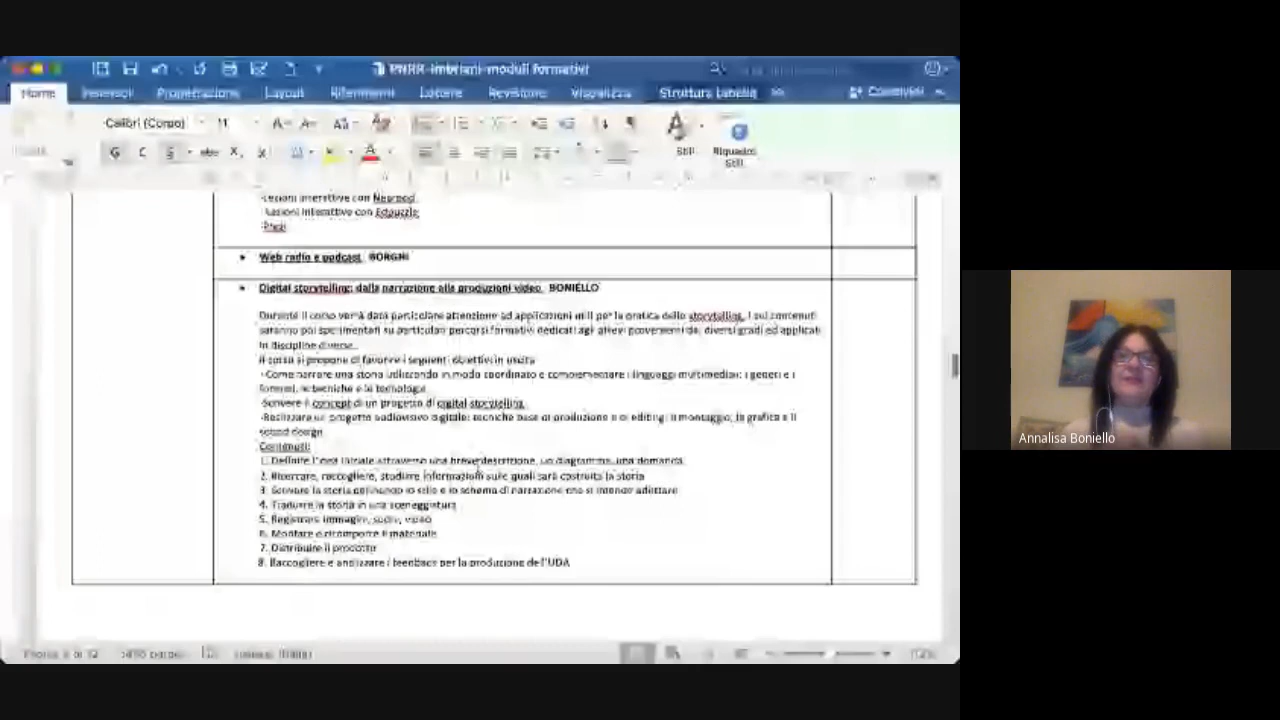 PNRR-Imbriani-moduli formativi
Home Inserisci Progettazione Layout Riferimenti Lettere Revisione Visualizza Struttura tabella Condividi
Calibri (Corpo) 11
G C S abc X X A Stili Riquadro
Stili
-Lezioni interattive con Nearpod
-Lezioni interattive con Edpuzzle
-Prezi
• Web radio e podcast BORGHI
• Digital storytelling: dalla narrazione alla produzioni video BONIELLO
Durante il corso verrà data particolare attenzione ad applicazioni utili per la pratica dello storytelling. I cui contenuti
saranno poi sperimentati su particolari percorsi formativi dedicati agli allievi provenienti da diversi gradi ed applicati
in discipline diverse.
Il corso si propone di favorire i seguenti obiettivi in uscita
- Come narrare una storia utilizzando in modo coordinato e complementare i linguaggi multimediali: i generi e i
formati, le tecniche e le tecnologie
-Scrivere il concept di un progetto di digital storytelling
-Realizzare un progetto audiovisivo digitale: tecniche base di produzione e di editing: il montaggio, la grafica e il
sound design
Contenuti:
1. Definire l'idea iniziale attraverso una breve descrizione, un diagramma, una domanda
2. Ricercare, raccogliere, studiare informazioni sulle quali sarà costruita la storia
3. Scrivere la storia definendo lo stile e lo schema di narrazione che si intende adottare
4. Tradurre la storia in una sceneggiatura
5. Registrare immagini, suoni, video
6. Montare e ricomporre il materiale
7. Distribuire il prodotto
8. Raccogliere e analizzare i feedback per la produzione dell'UDA
Annalisa Boniello